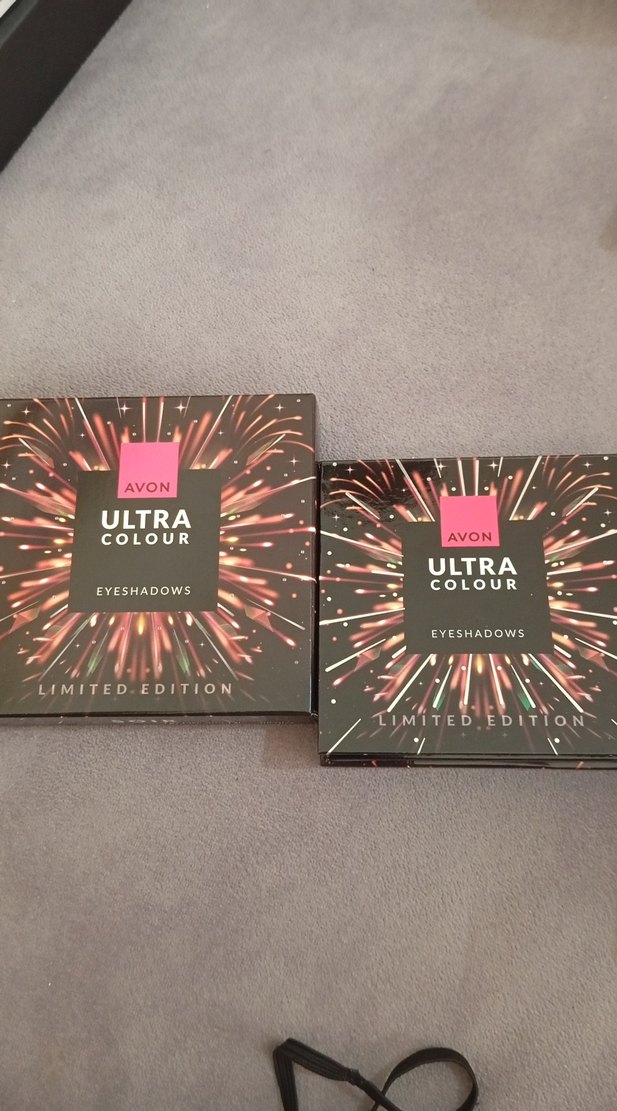 AVON
ULTRA
COLOUR
EYESHADOWS
LIMITED EDITION
AVON
ULTRA
COLOUR
EYESHADOWS
LIMITED EDITION